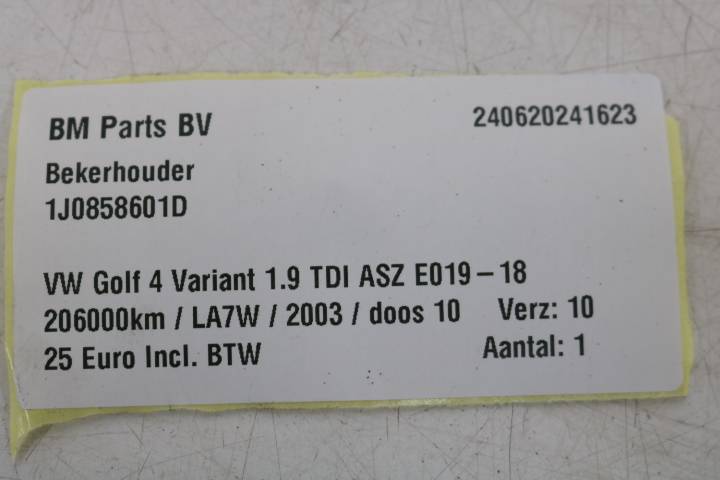 BM Parts BV 240620241623
Bekerhouder
1J0858601D
VW Golf 4 Variant 1.9 TDI ASZ E019-18
206000km / LA7W / 2003 / doos 10 Verz: 10
25 Euro Incl. BTW Aantal: 1